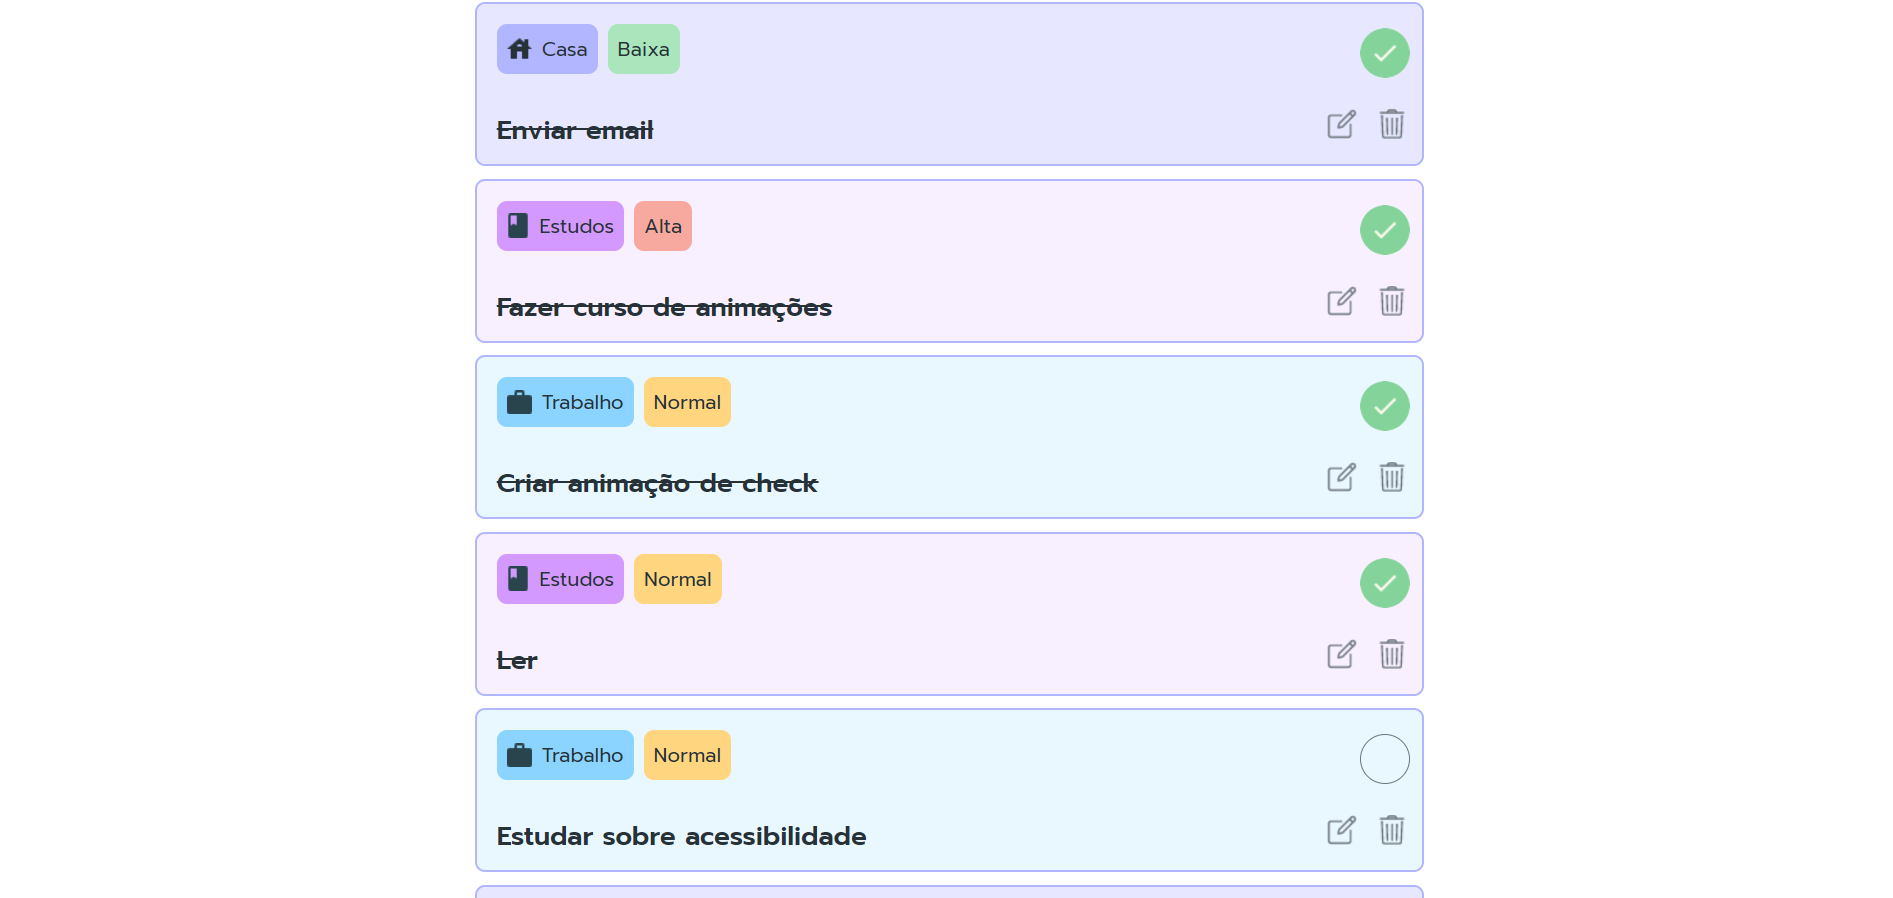 Casa Baixa
Enviar email
Estudos Alta
Fazer curso de animações
Trabalho Normal
Criar animação de check
Estudos Normal
Ler
Trabalho Normal
Estudar sobre acessibilidade